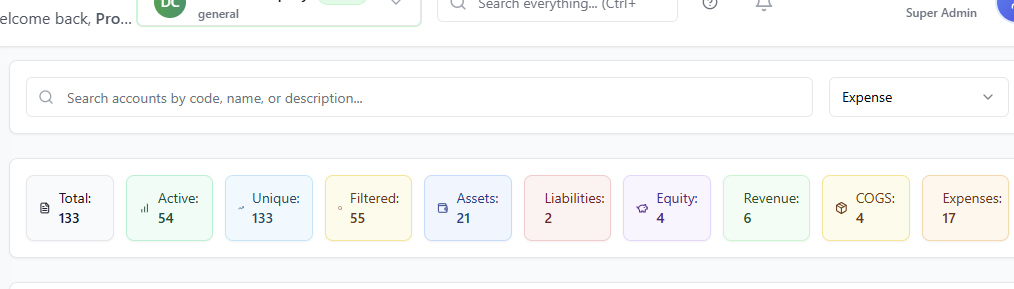 elcome back, Pro...
DC
general
Search everything... (Ctrl+
Super Admin
Search accounts by code, name, or description...
Expense
Total:
133
Active:
54
Unique:
133
Filtered:
55
Assets:
21
Liabilities:
2
Equity:
4
Revenue:
6
COGS:
4
Expenses:
17